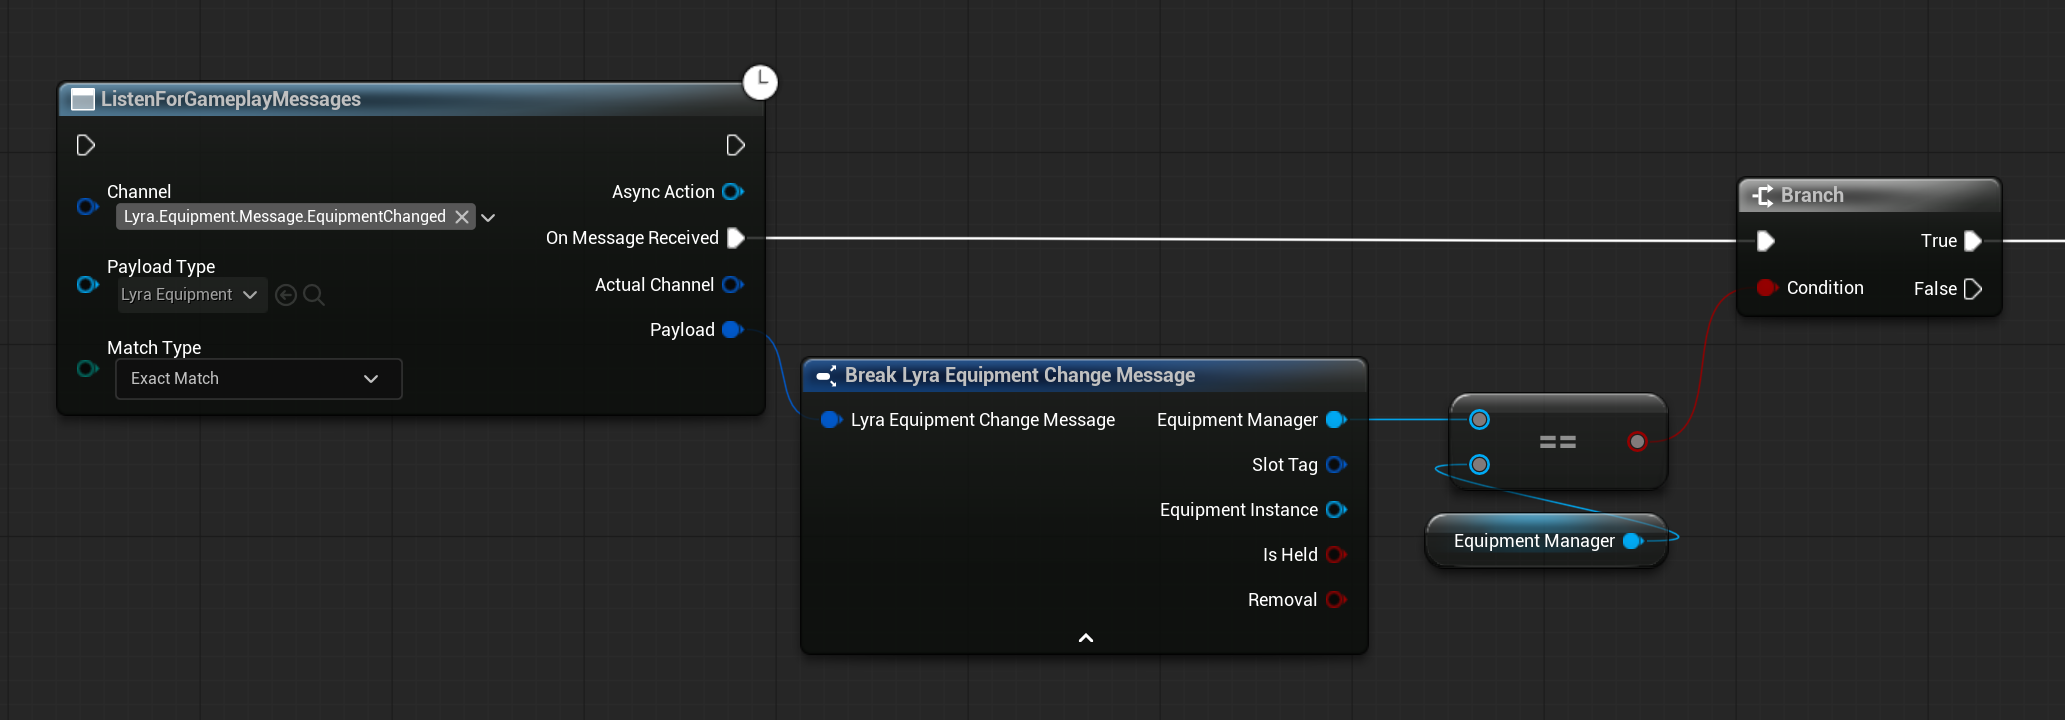 ListenForGameplayMessages
Channel
Lyra.Equipment.Message.EquipmentChanged
Payload Type
Lyra Equipment
Match Type
Exact Match
Async Action
On Message Received
Actual Channel
Payload
Break Lyra Equipment Change Message
Lyra Equipment Change Message
Equipment Manager
Slot Tag
Equipment Instance
Is Held
Removal
==
Equipment Manager
Branch
Condition
True
False